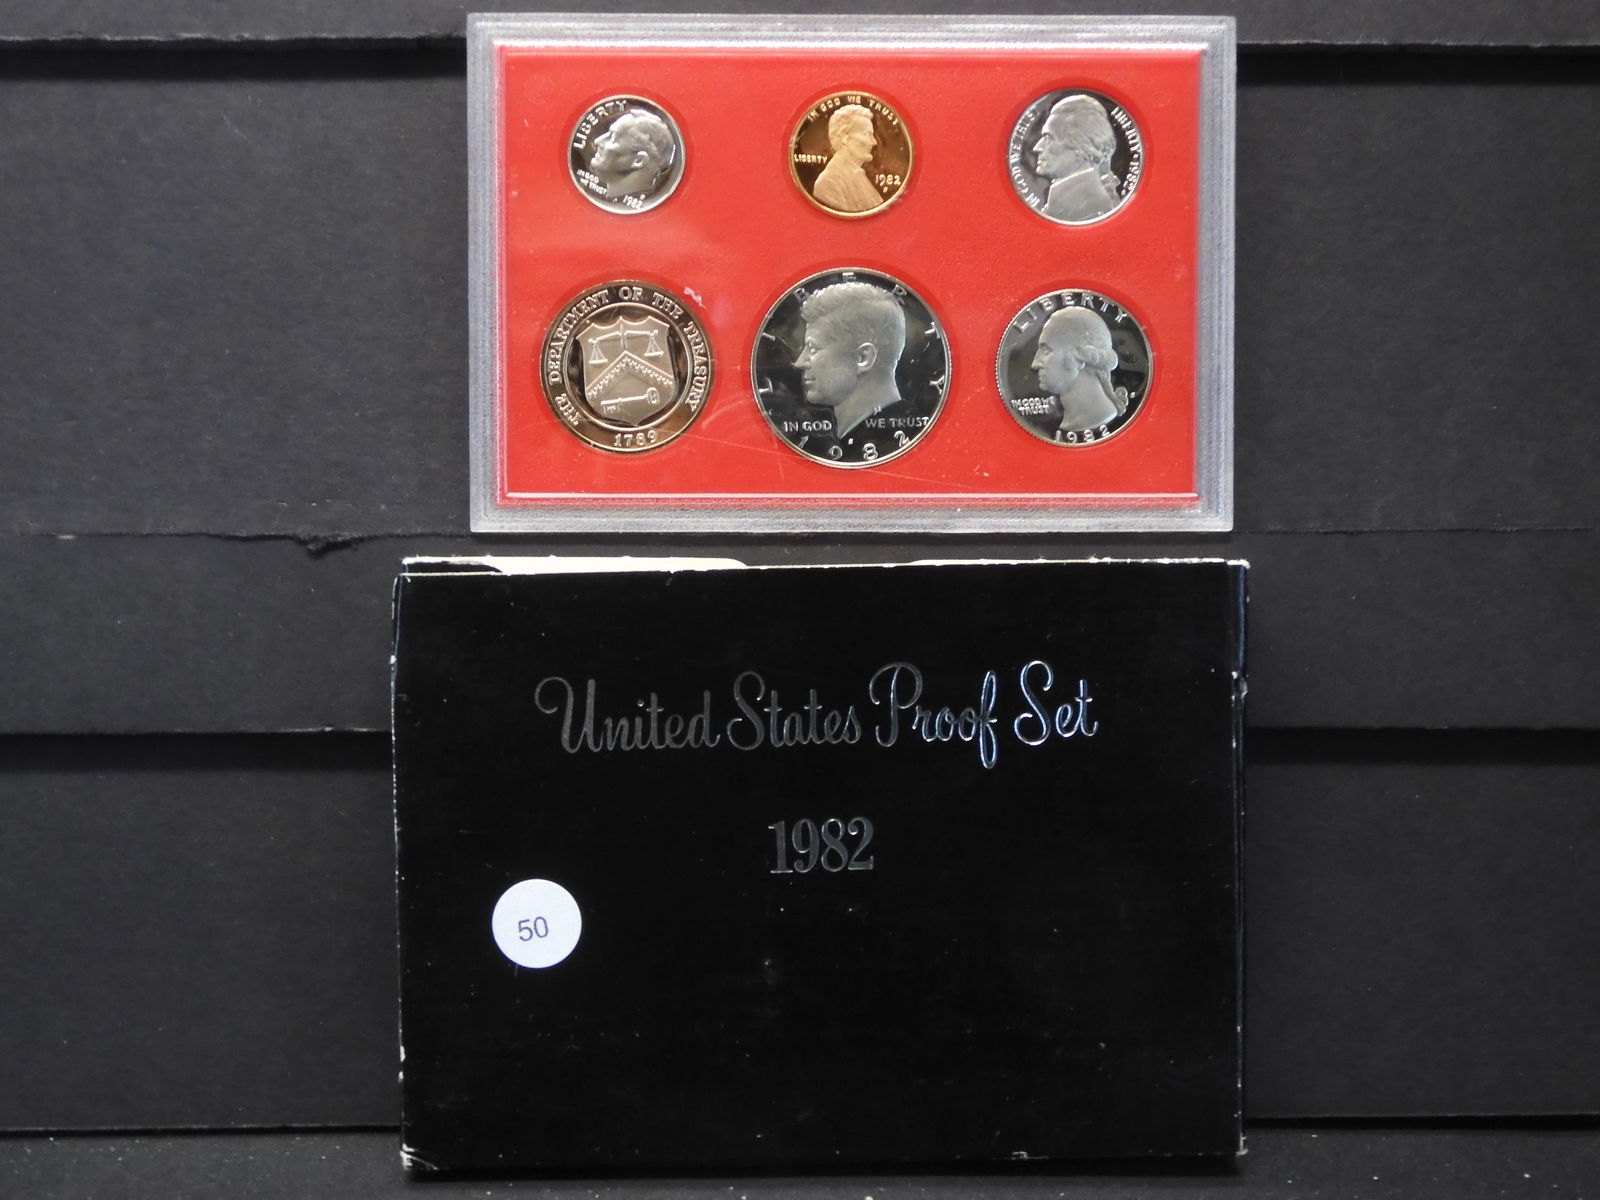 LIBERTY
IN GOD
WE TRUST
1982
IN GOD WE TRUST
LIBERTY
1982
IN GOD WE TRUST
LIBERTY · 1982
THE DEPARTMENT OF THE TREASURY
1789
LIBERTY
IN GOD WE TRUST
1982
LIBERTY
IN GOD WE
TRUST
1982
United States Proof Set
1982
50